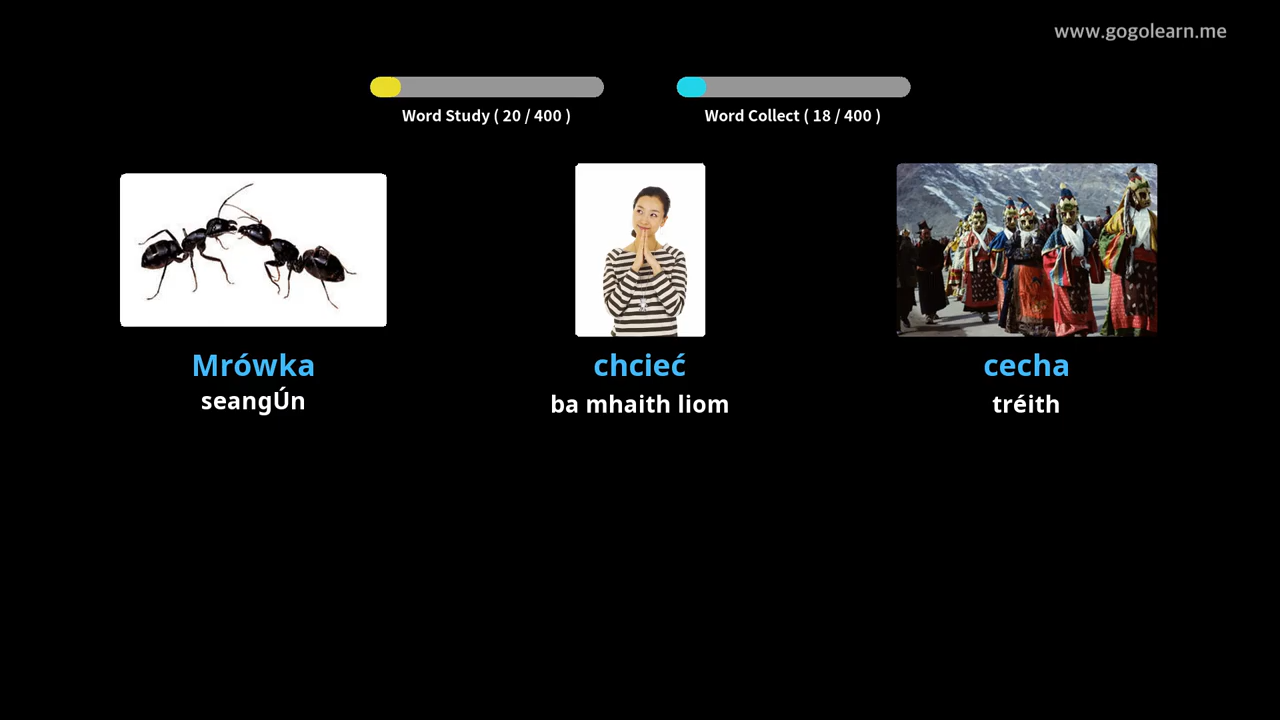 www.gogolearn.me
Word Study ( 20 / 400 )
Word Collect ( 18 / 400 )
Mrówka
seangÚn
chcieć
ba mhaith liom
cecha
tréith